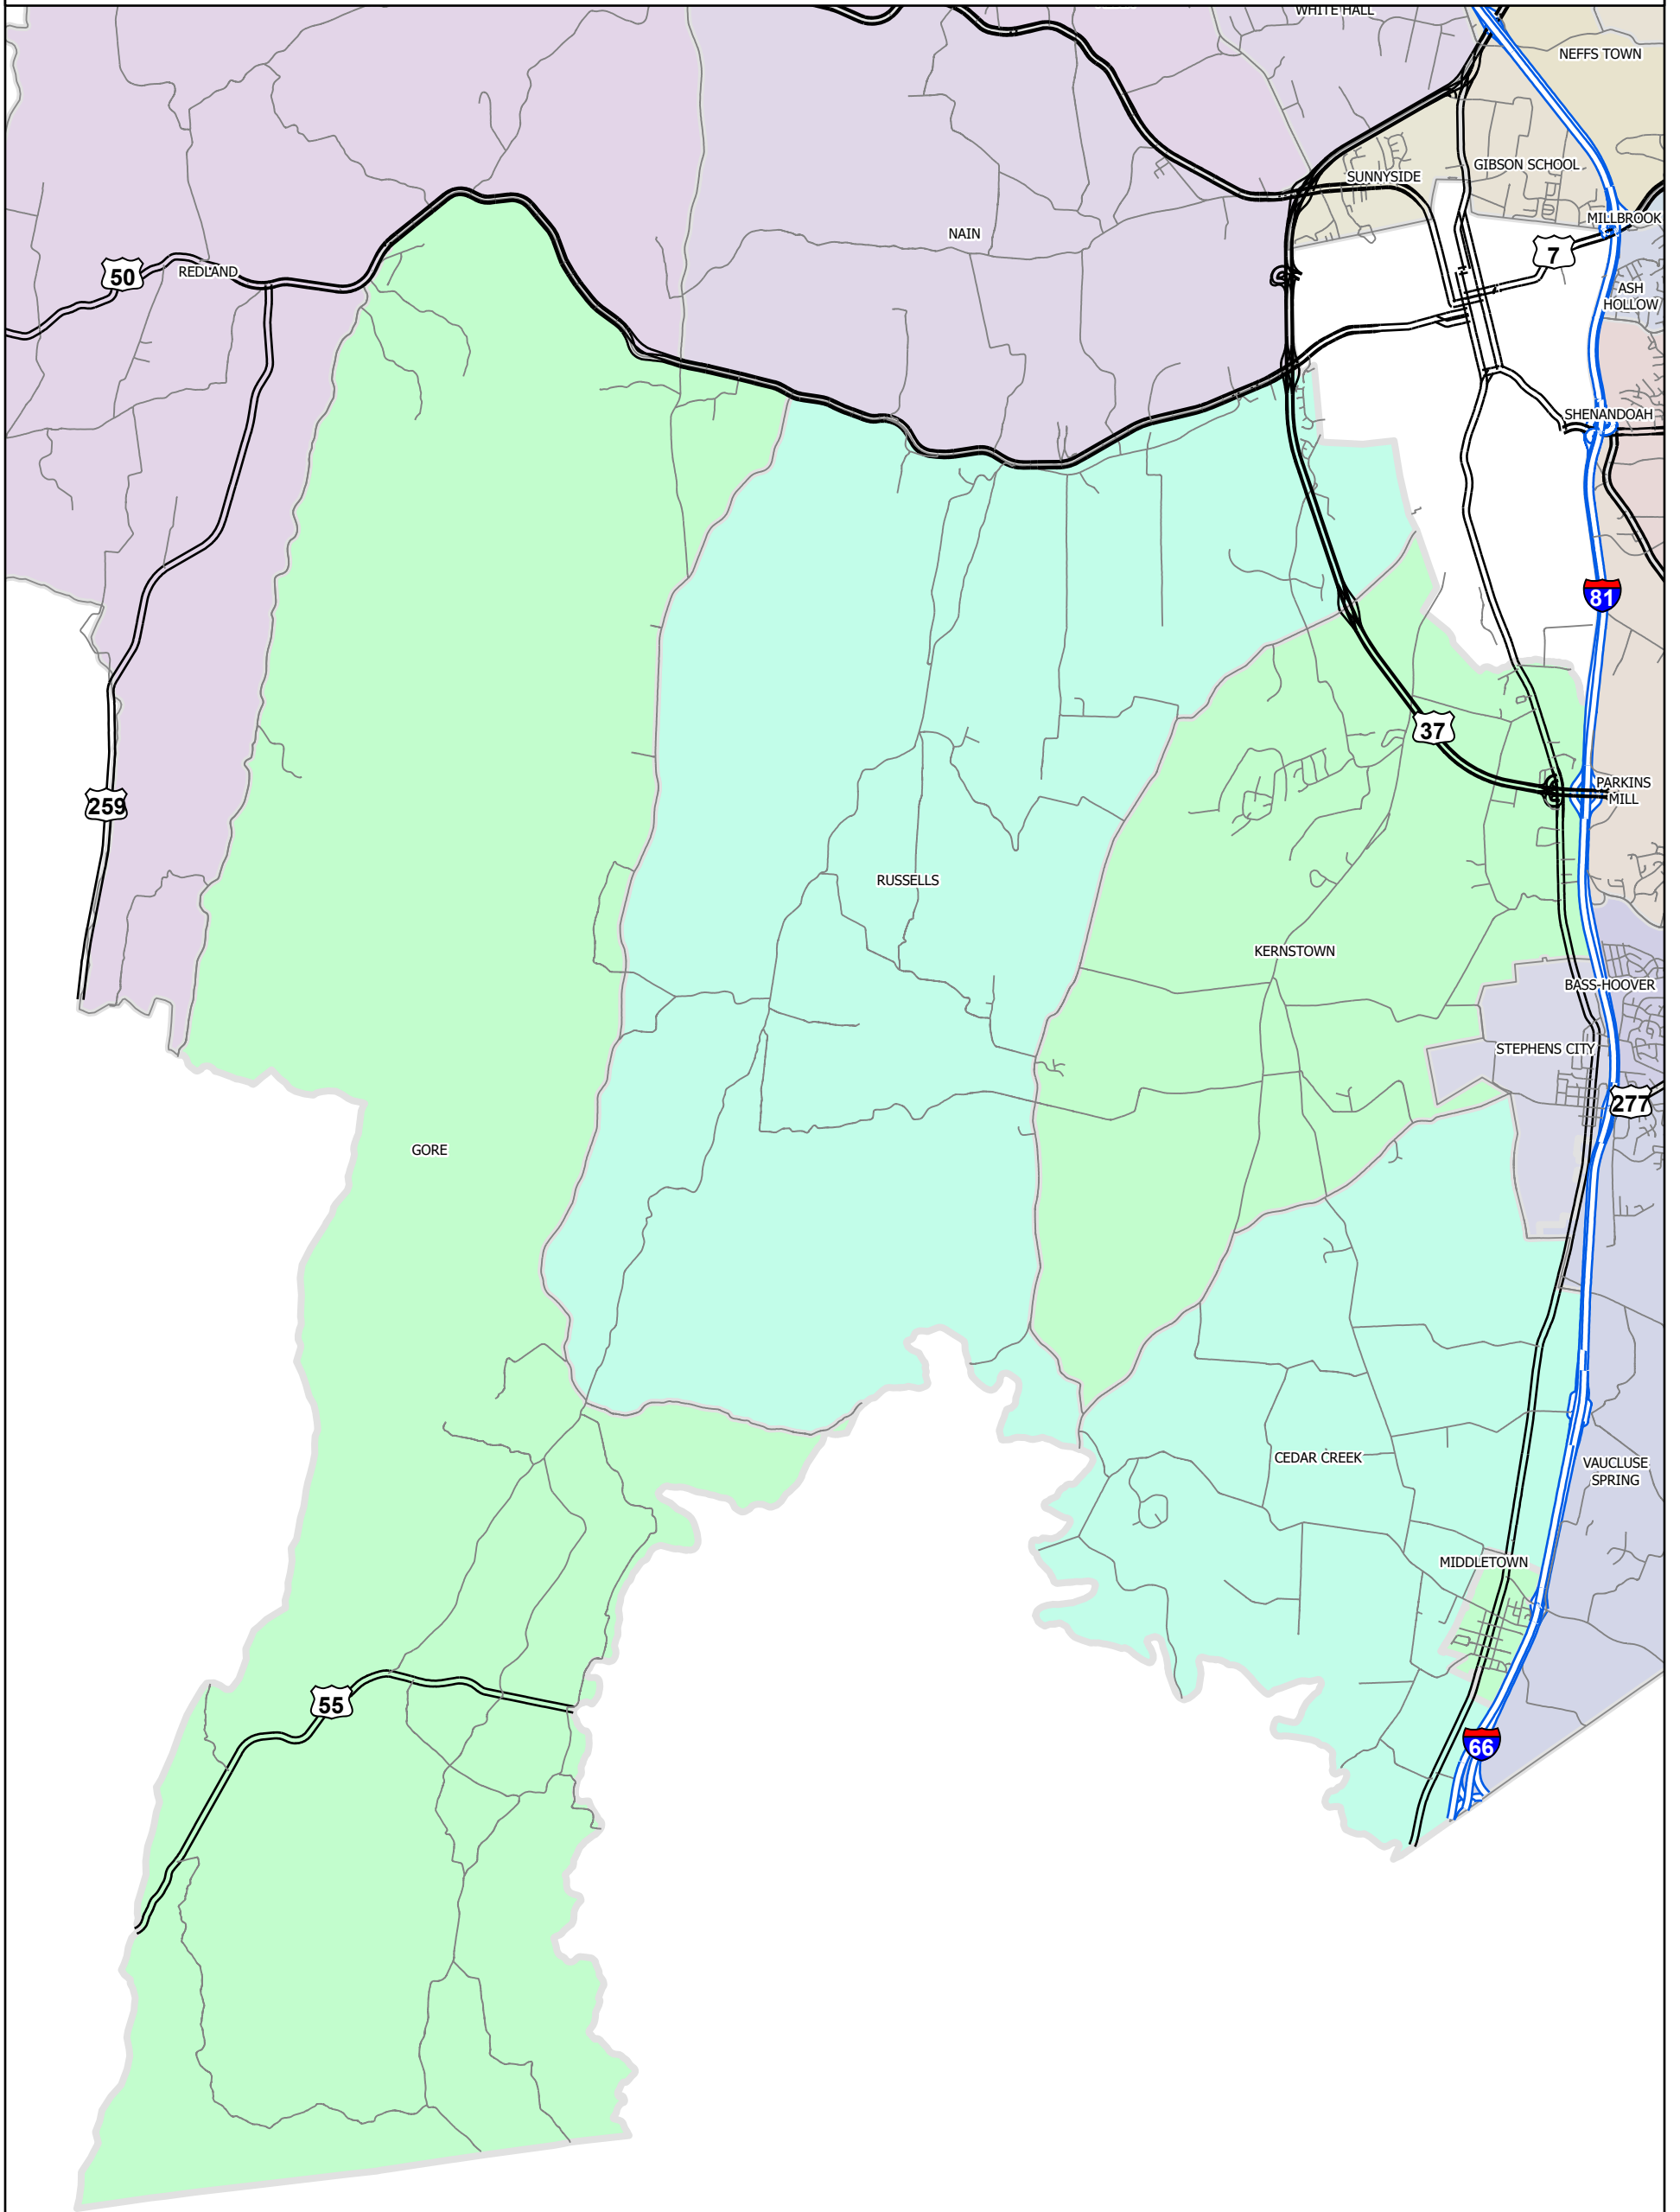 WHITE HALL
NEFFS TOWN
GIBSON SCHOOL
SUNNYSIDE
MILLBROOK
NAIN
7
REDLAND
50
ASH
HOLLOW
SHENANDOAH
81
37
PARKINS
MILL
259
RUSSELLS
KERNSTOWN
BASS-HOOVER
STEPHENS CITY
277
GORE
CEDAR CREEK
VAUCLUSE
SPRING
MIDDLETOWN
55
66